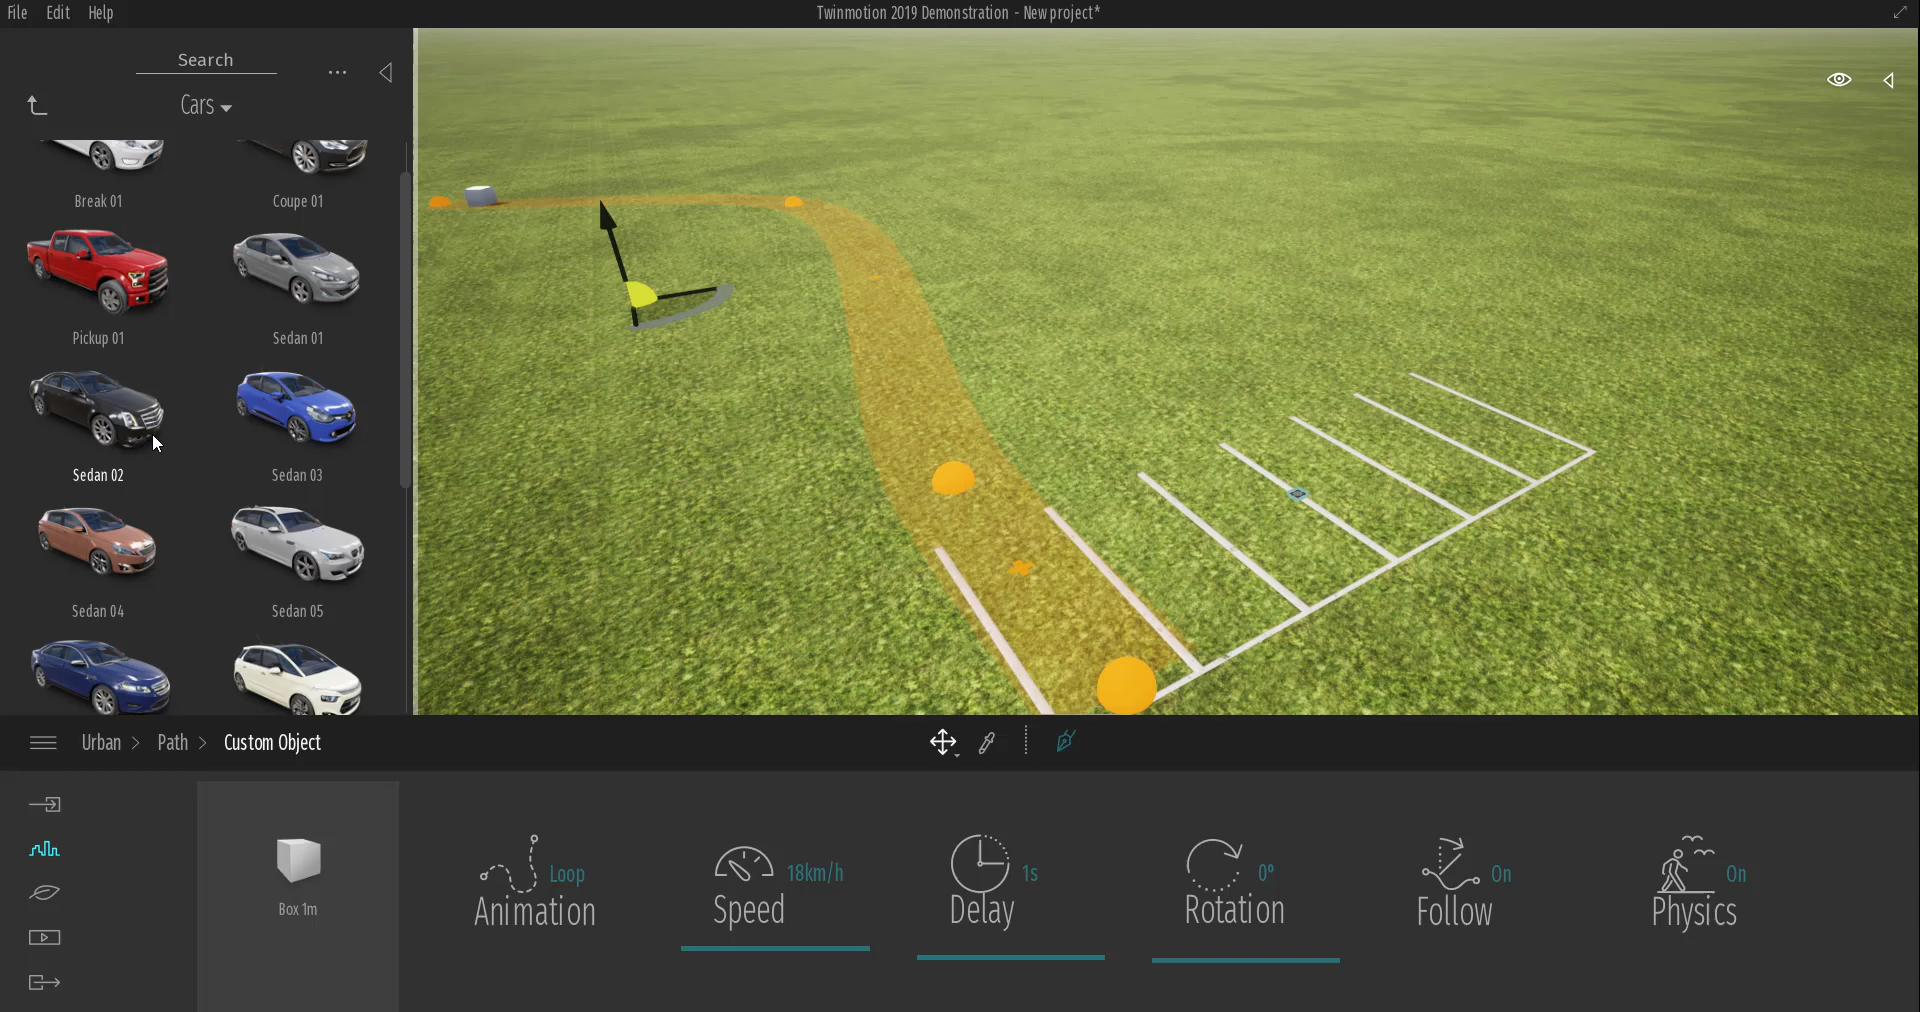 File Edit Help
Twinmotion 2019 Demonstration - New project*
Search
...
Cars
Break 01
Coupe 01
Pickup 01
Sedan 01
Sedan 02
Sedan 03
Sedan 04
Sedan 05
Urban > Path > Custom Object
Box 1m
Loop
Animation
18km/h
Speed
1s
Delay
0°
Rotation
On
Follow
On
Physics